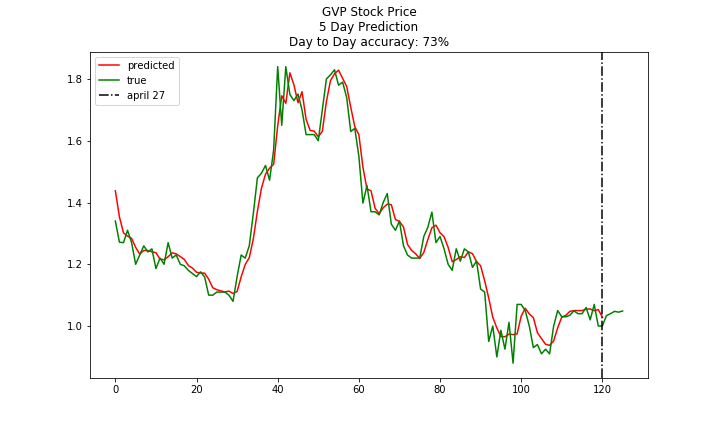 GVP Stock Price
5 Day Prediction
Day to Day accuracy: 73%
predicted
true
april 27
1.8
1.6
1.4
1.2
1.0
0 20 40 60 80 100 120